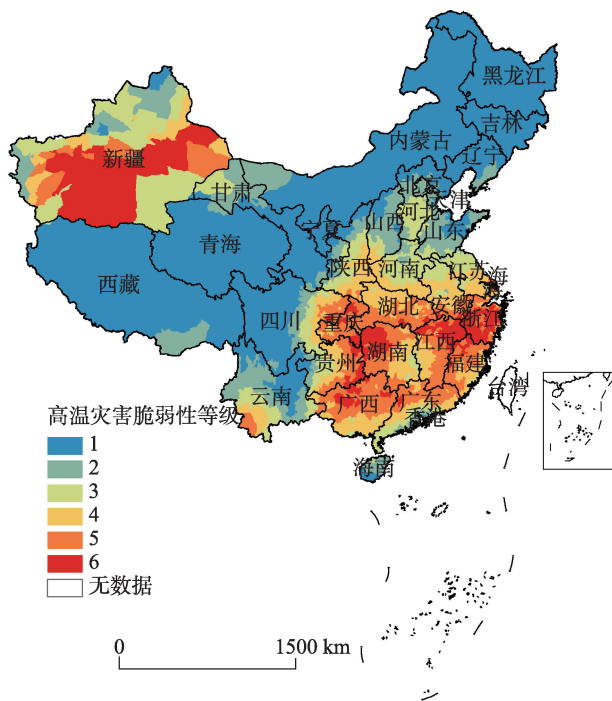 黑龙江
吉林
辽宁
内蒙古
新疆
甘肃
北京
天津
河北
宁夏
山西
山东
青海
陕西
河南
江苏
上海
西藏
四川
重庆
湖北
安徽
浙江
江西
湖南
贵州
福建
云南
广西
广东
台湾
香港
海南
高温灾害脆弱性等级
1
2
3
4
5
6
无数据
0
1500 km